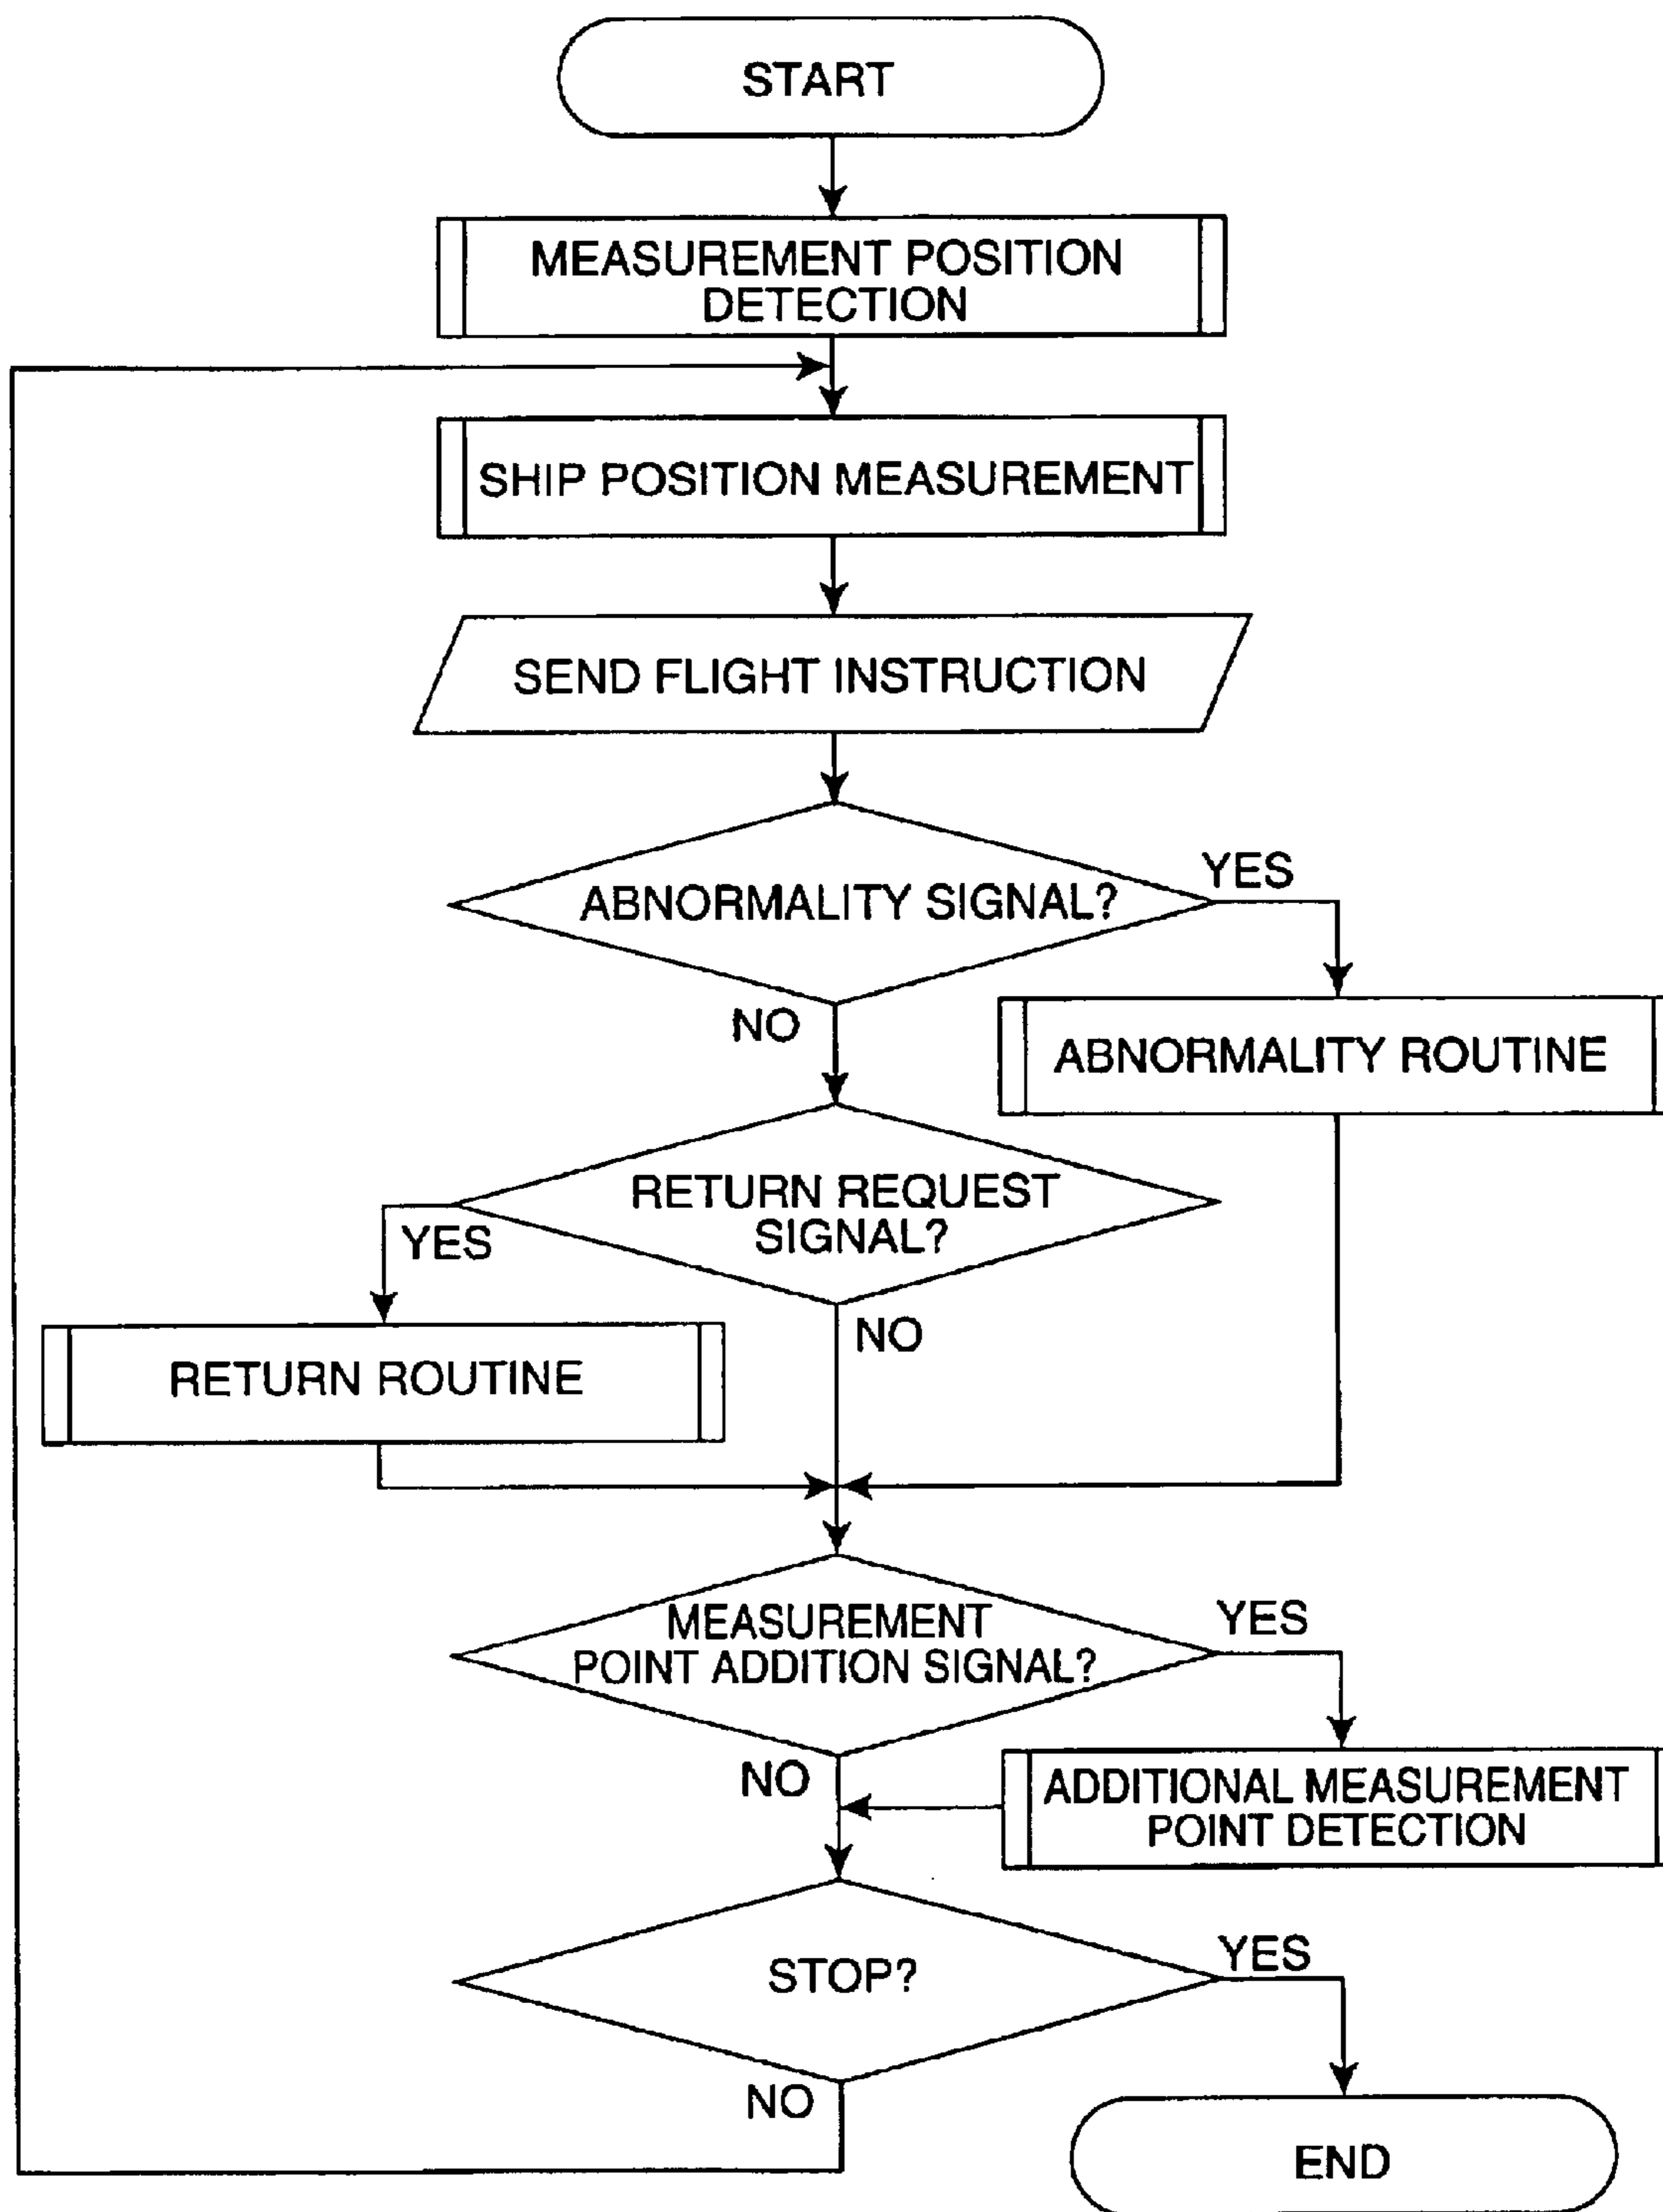 START
MEASUREMENT POSITION
DETECTION
SHIP POSITION MEASUREMENT
SEND FLIGHT INSTRUCTION
ABNORMALITY SIGNAL?
YES
NO
ABNORMALITY ROUTINE
RETURN REQUEST
SIGNAL?
YES
NO
RETURN ROUTINE
MEASUREMENT
POINT ADDITION SIGNAL?
YES
NO
ADDITIONAL MEASUREMENT
POINT DETECTION
STOP?
YES
NO
END